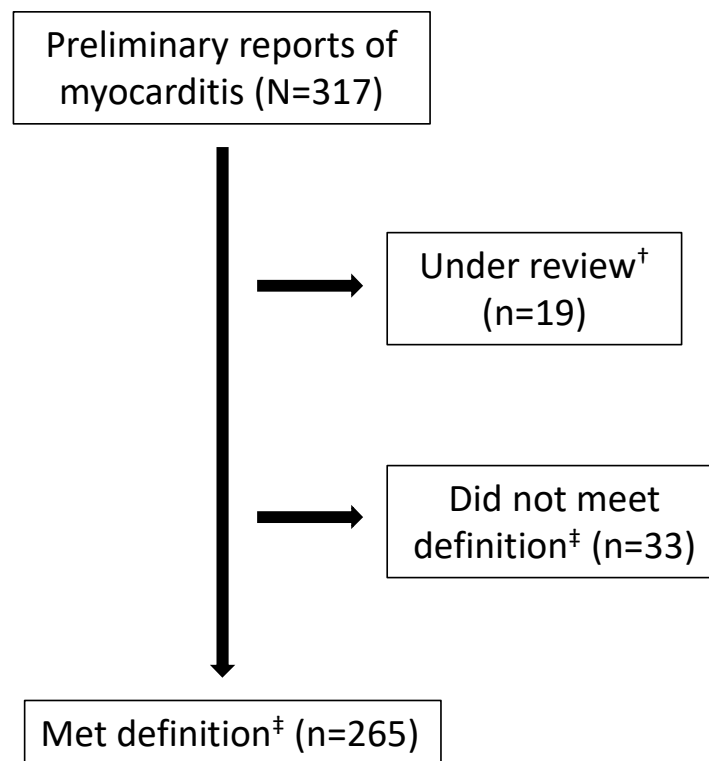 Preliminary reports of
myocarditis (N=317)
Under review†
(n=19)
Did not meet
definition‡ (n=33)
Met definition‡ (n=265)